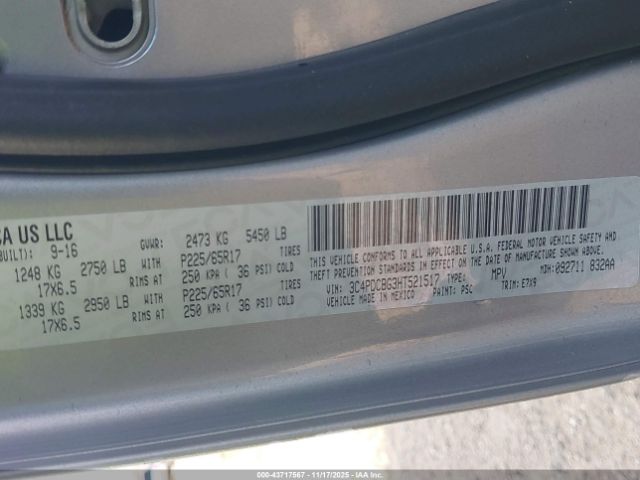 CA US LLC
BUILT): 9-16 GVWR: 2473 KG 5450 LB
1248 KG 2750 LB WITH P225/65R17 TIRES
17X6.5 RIMS AT 250 KPA ( 36 PSI) COLD
1339 KG 2950 LB WITH P225/65R17 TIRES
17X6.5 RIMS AT 250 KPA ( 36 PSI) COLD
THIS VEHICLE CONFORMS TO ALL APPLICABLE U.S.A. FEDERAL MOTOR VEHICLE SAFETY AND
THEFT PREVENTION STANDARDS IN EFFECT ON THE DATE OF MANUFACTURE SHOWN ABOVE.
VIN: 3C4PDCBG3HT521517 TYPE: MPV MDH: 092711 832AA
MADE IN MEXICO PAINT: PSC TRIM: E7X9
000-43717567 - 11/17/2025 -